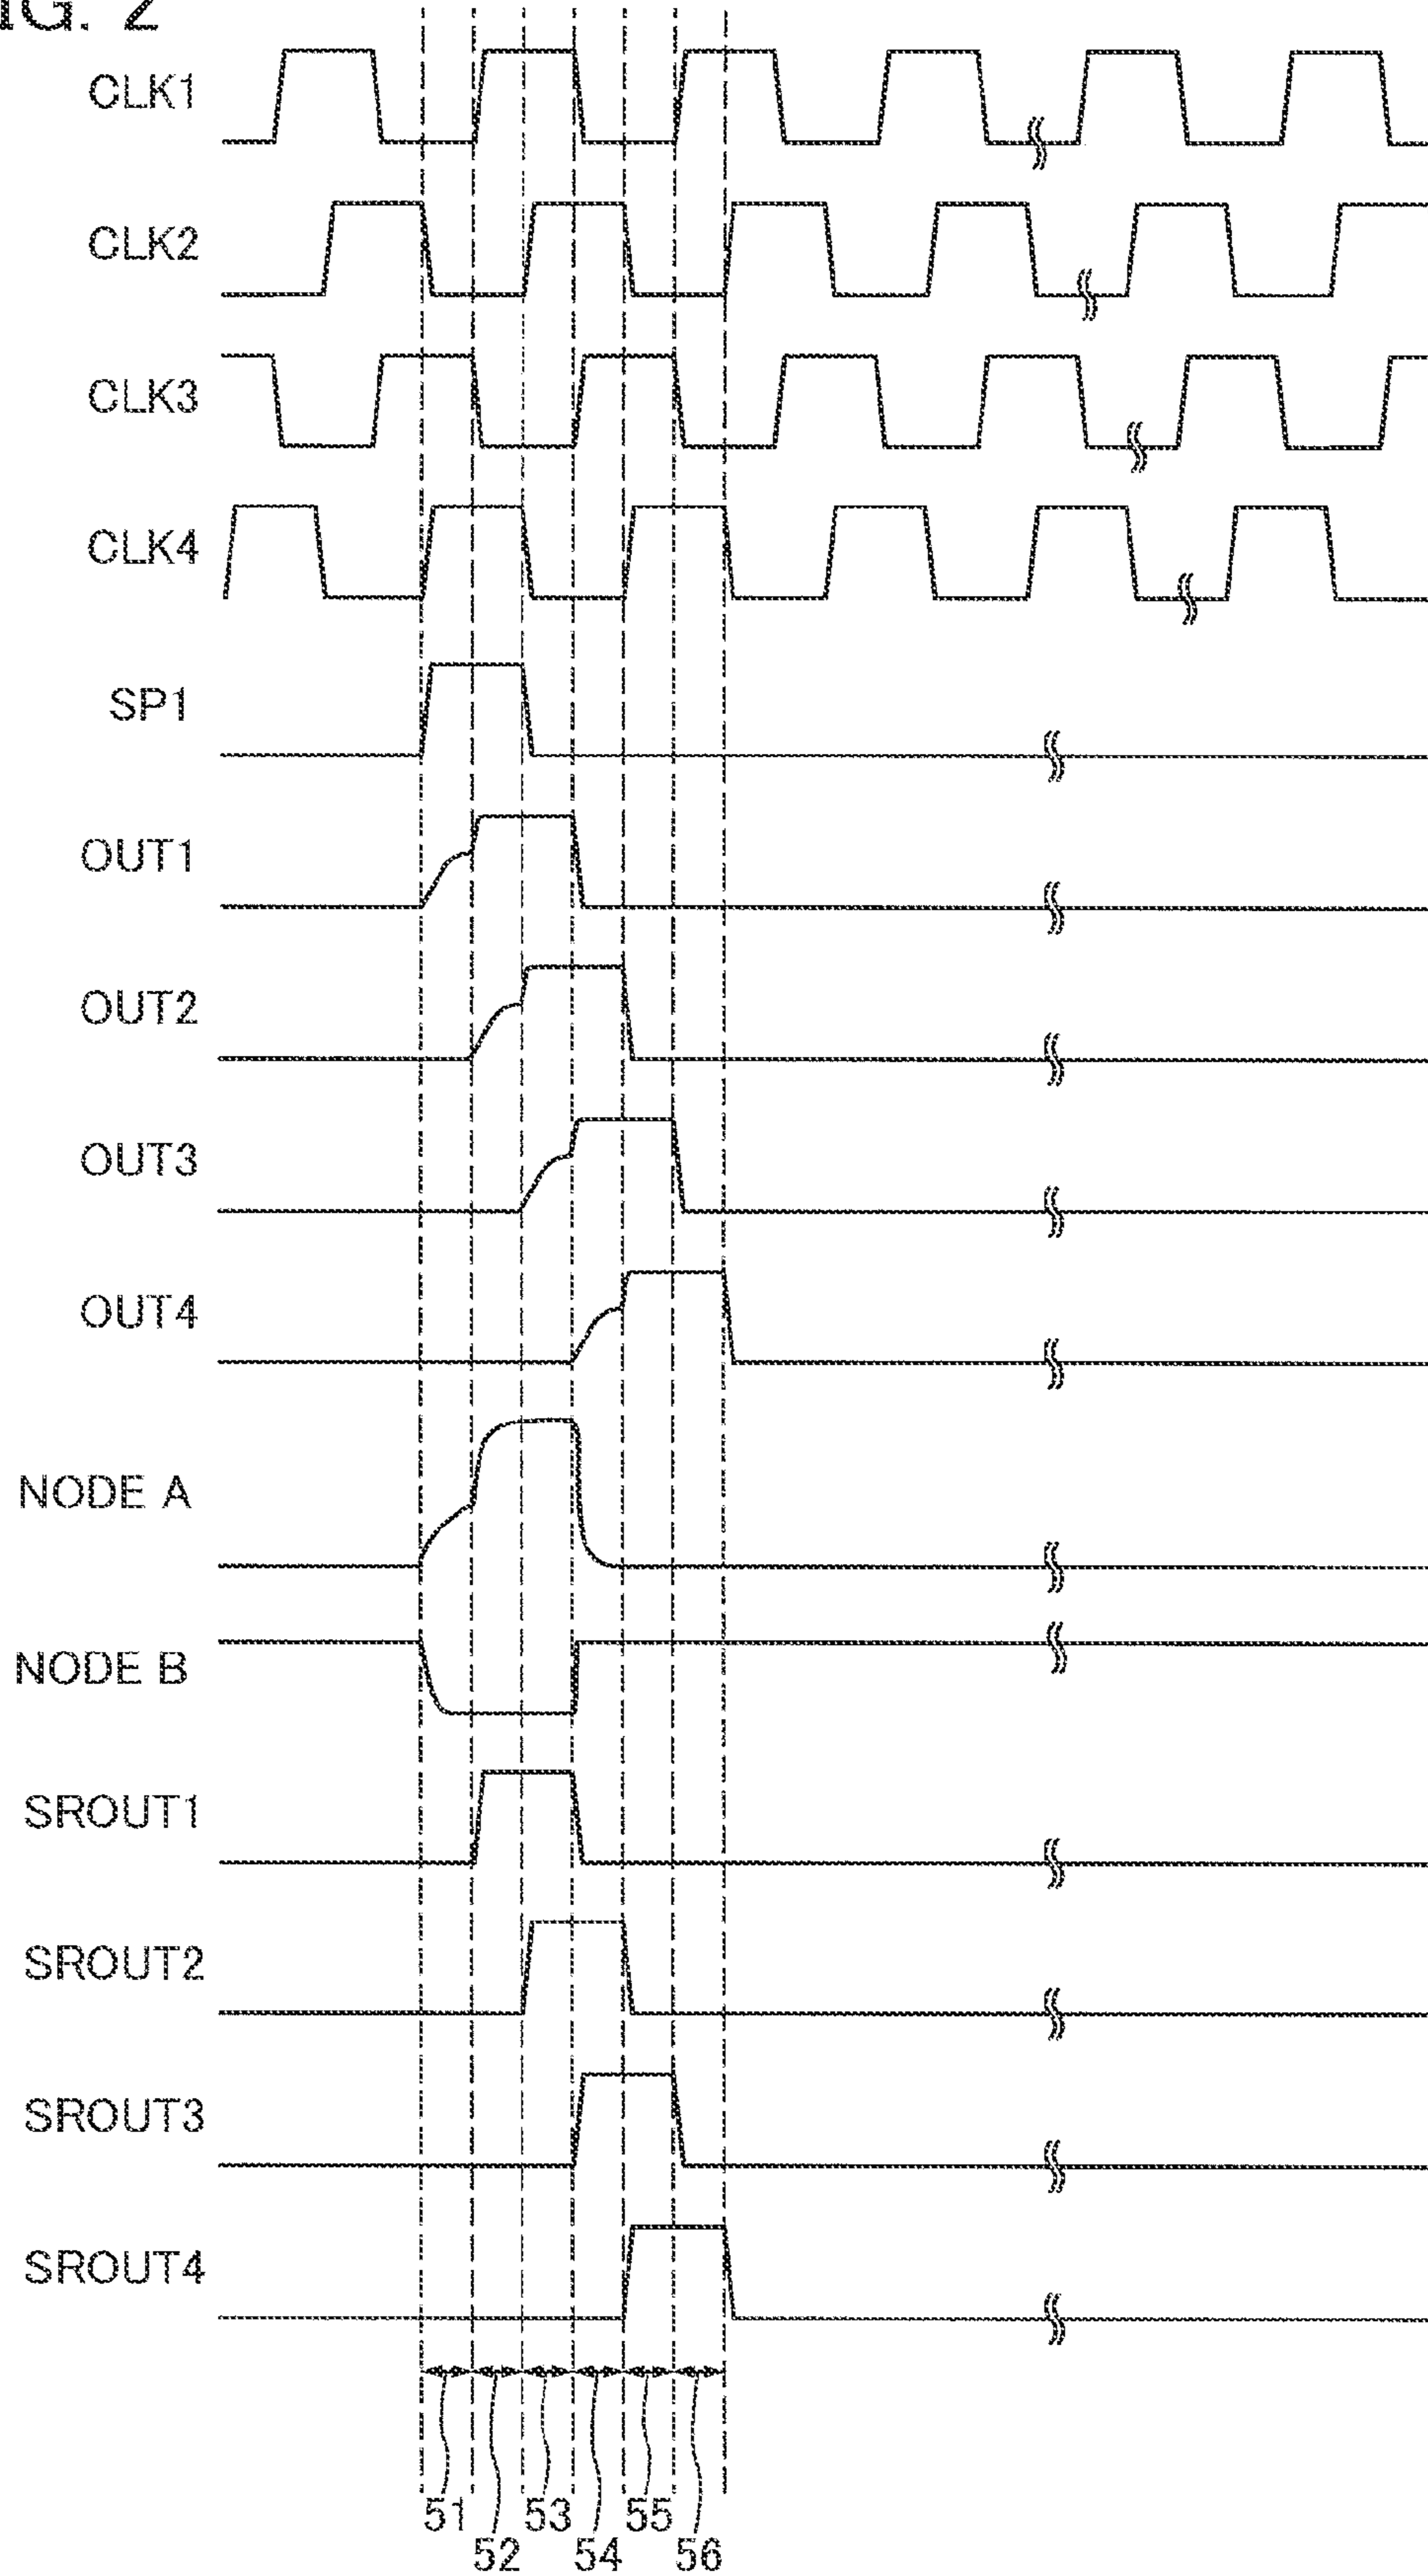 IG. 2
CLK1
CLK2
CLK3
CLK4
SP1
OUT1
OUT2
OUT3
OUT4
NODE A
NODE B
SROUT1
SROUT2
SROUT3
SROUT4
51 53 55
52 54 56